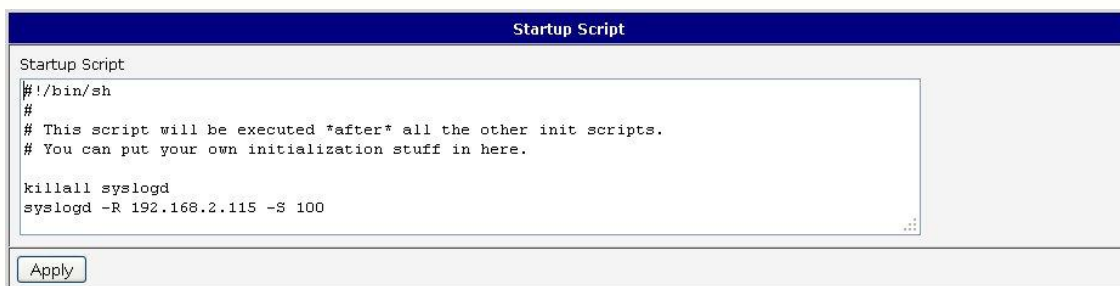 Startup Script
Startup Script
#!/bin/sh
#
# This script will be executed *after* all the other init scripts.
# You can put your own initialization stuff in here.

killall syslogd
syslogd -R 192.168.2.115 -S 100
Apply